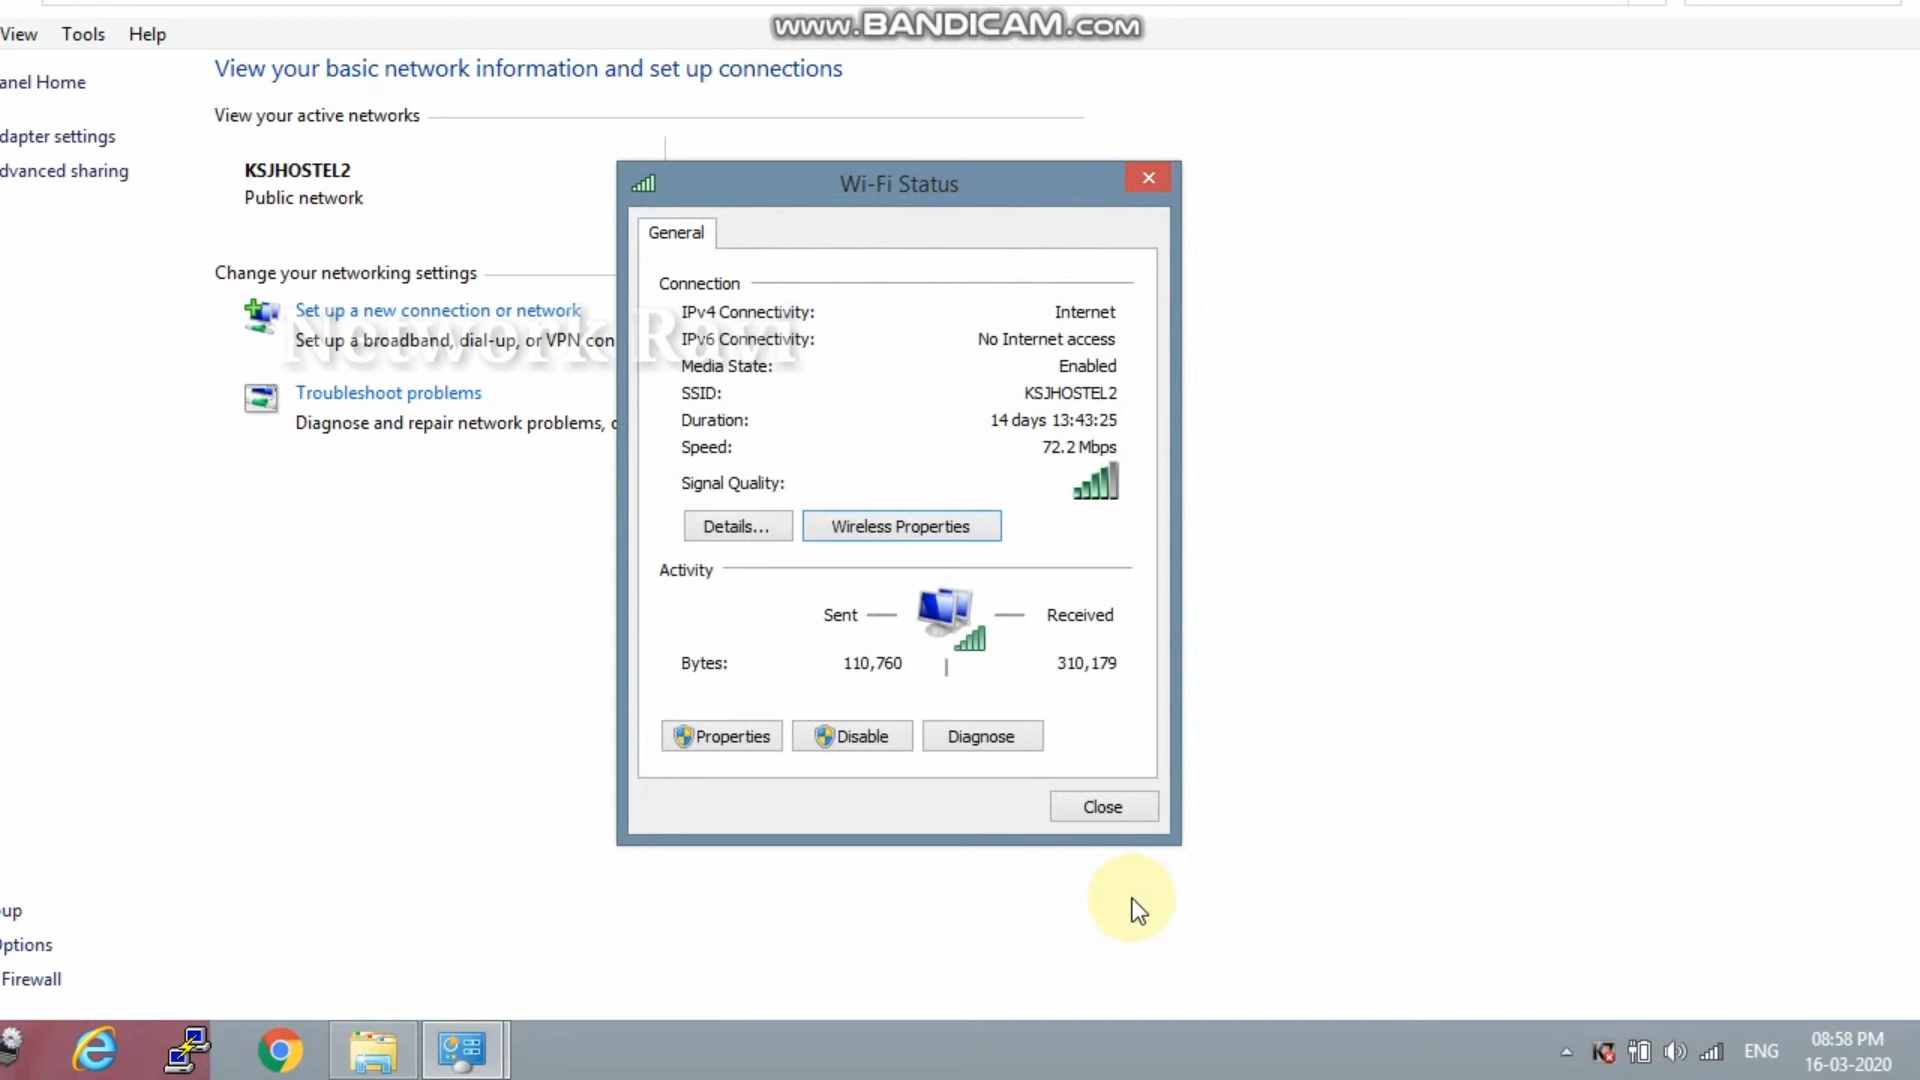 www.BANDICAM.com
View Tools Help
View your basic network information and set up connections
anel Home
View your active networks
dapter settings
dvanced sharing
KSJHOSTEL2
Public network
Change your networking settings
Set up a new connection or network
Set up a broadband, dial-up, or VPN con
Network Ravi
Troubleshoot problems
Diagnose and repair network problems,
Wi-Fi Status
General
Connection
IPv4 Connectivity: Internet
IPv6 Connectivity: No Internet access
Media State: Enabled
SSID: KSJHOSTEL2
Duration: 14 days 13:43:25
Speed: 72.2 Mbps
Signal Quality:
Details... Wireless Properties
Activity
Sent Received
Bytes: 110,760 310,179
Properties Disable Diagnose
Close
oup
Options
Firewall
ENG 08:58 PM
16-03-2020